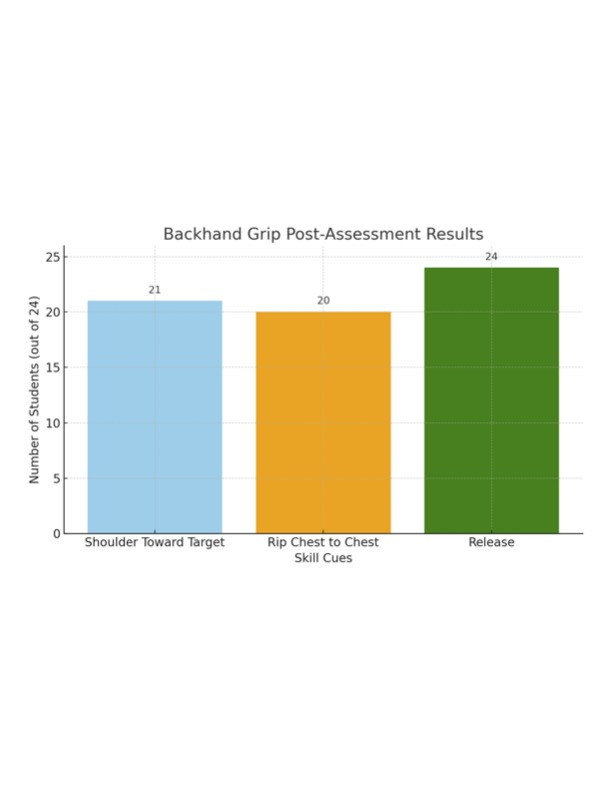 Backhand Grip Post-Assessment Results
Number of Students (out of 24)
25
20
15
10
5
0
21
20
24
Shoulder Toward Target
Rip Chest to Chest
Release
Skill Cues